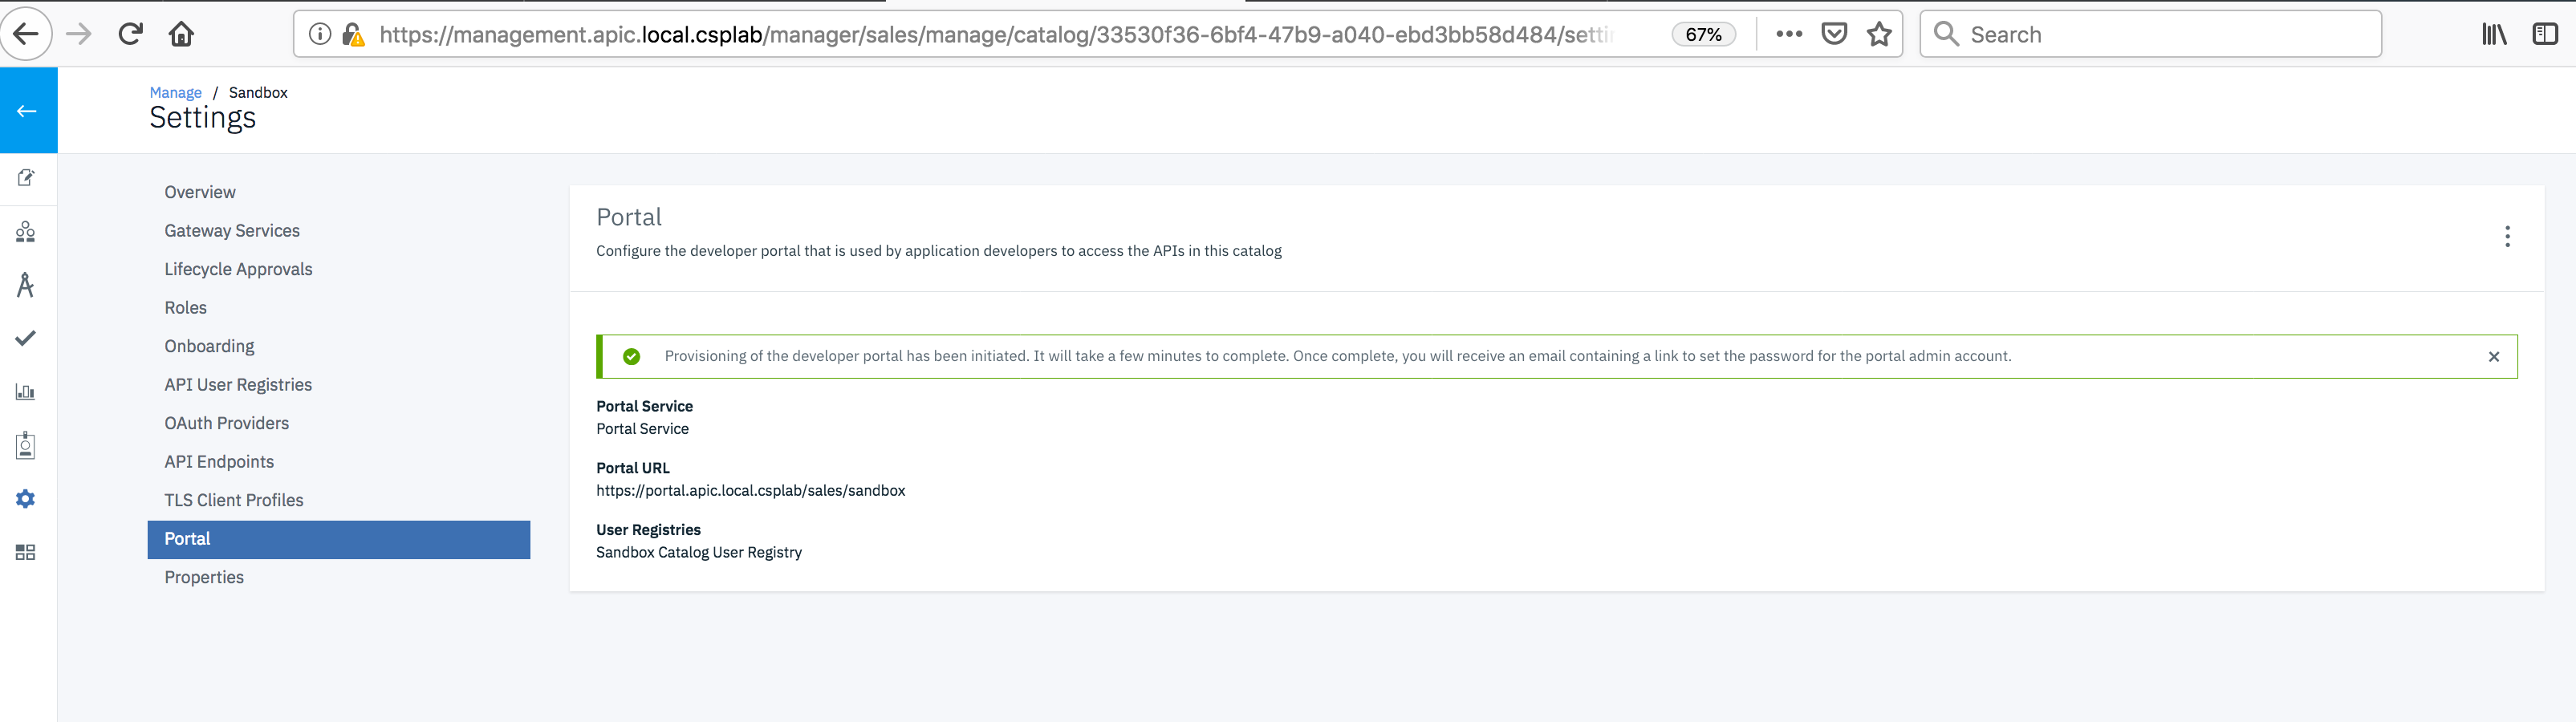 https://management.apic.local.csplab/manager/sales/manage/catalog/33530f36-6bf4-47b9-a040-ebd3bb58d484/setti
67%
Search
Manage / Sandbox
Settings
Overview
Gateway Services
Lifecycle Approvals
Roles
Onboarding
API User Registries
OAuth Providers
API Endpoints
TLS Client Profiles
Portal
Properties
Portal
Configure the developer portal that is used by application developers to access the APIs in this catalog
Provisioning of the developer portal has been initiated. It will take a few minutes to complete. Once complete, you will receive an email containing a link to set the password for the portal admin account.
Portal Service
Portal Service
Portal URL
https://portal.apic.local.csplab/sales/sandbox
User Registries
Sandbox Catalog User Registry